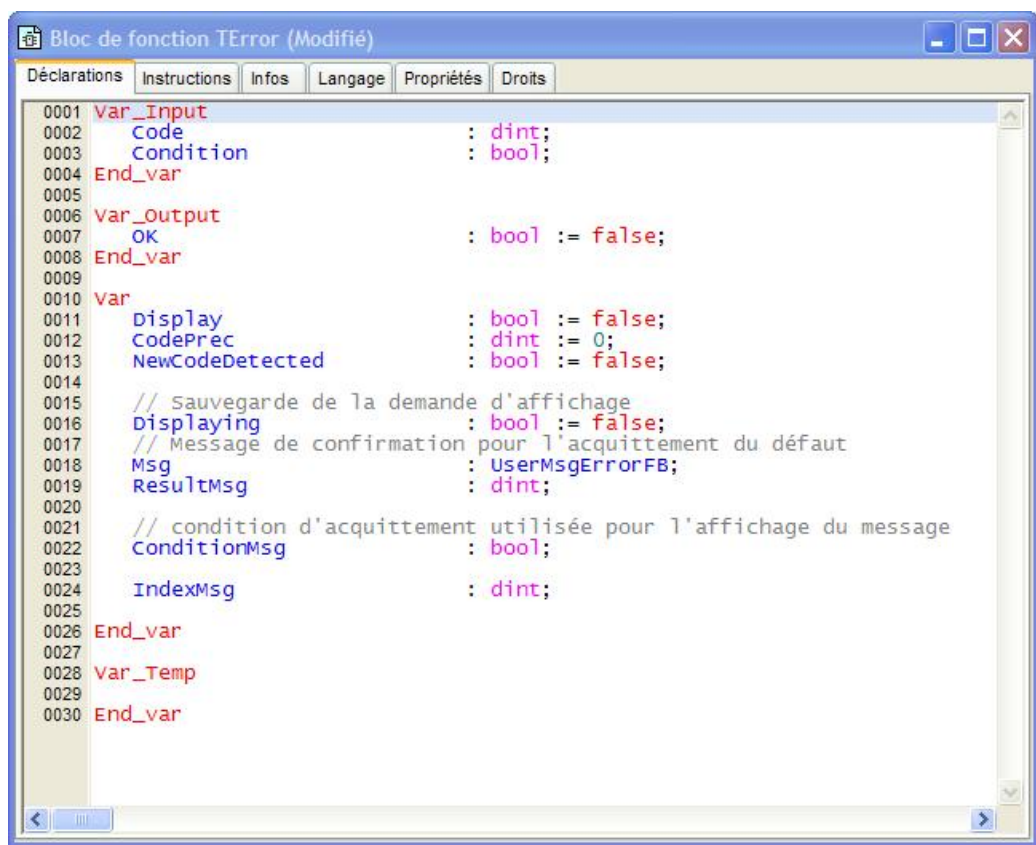 Bloc de fonction TError (Modifié)
Déclarations Instructions Infos Langage Propriétés Droits
0001 Var_Input
0002 Code : dint;
0003 Condition : bool;
0004 End_var
0005
0006 Var_Output
0007 OK : bool := false;
0008 End_var
0009
0010 Var
0011 Display : bool := false;
0012 CodePrec : dint := 0;
0013 NewCodeDetected : bool := false;
0014
0015 // Sauvegarde de la demande d'affichage
0016 Displaying : bool := false;
0017 // Message de confirmation pour l'acquittement du défaut
0018 Msg : UserMsgErrorFB;
0019 ResultMsg : dint;
0020
0021 // condition d'acquittement utilisée pour l'affichage du message
0022 ConditionMsg : bool;
0023
0024 IndexMsg : dint;
0025
0026 End_var
0027
0028 Var_Temp
0029
0030 End_var